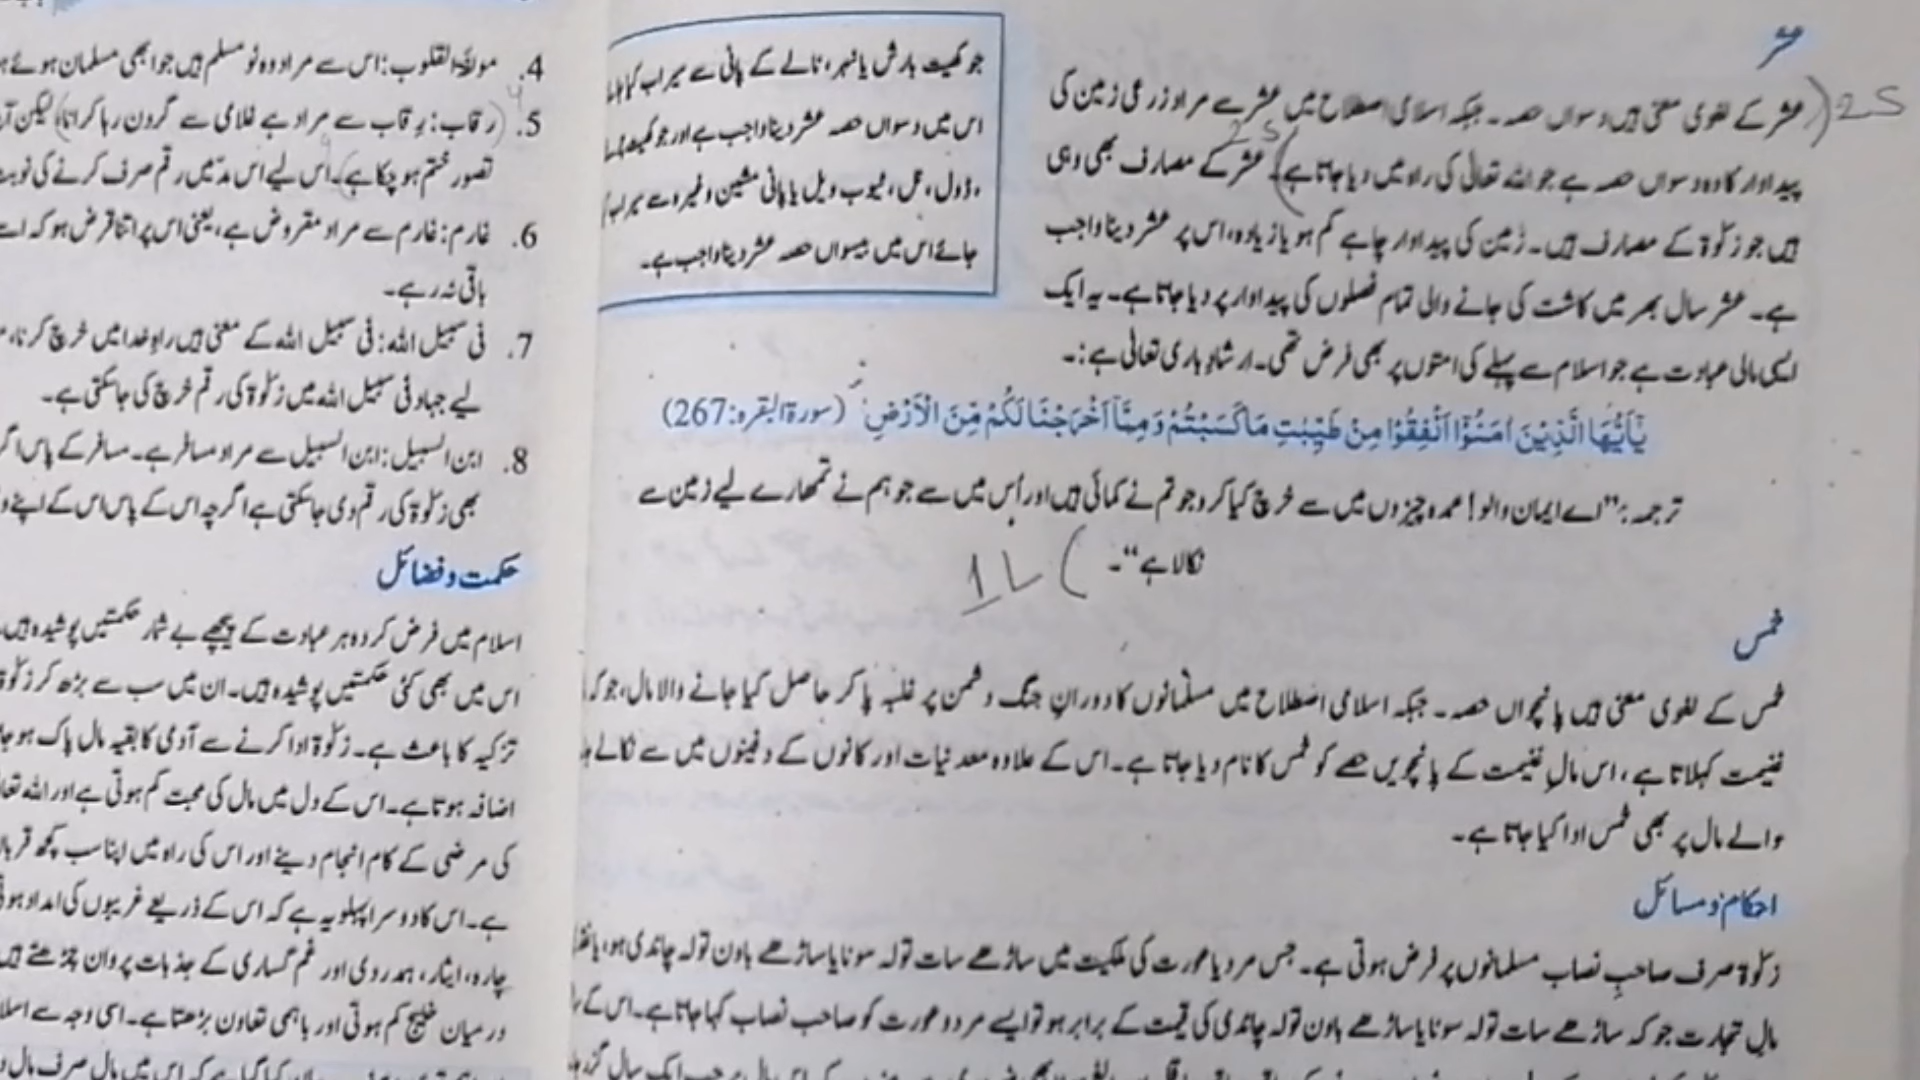 عشر
عشر کے لغوی معنی ہیں دسواں حصہ۔ جبکہ اسلامی اصطلاح میں عشر سے مراد زرعی زمین کی
2S
پیداوار کا وہ دسواں حصہ ہے جو اللہ تعالیٰ کی راہ میں دیا جاتا ہے۔ عشر کے مصارف بھی وہی
2S
ہیں جو زکوٰۃ کے مصارف ہیں۔ زمین کی پیداوار چاہے کم ہو یا زیادہ، اس پر عشر دینا واجب
ہے۔ عشر سال بھر میں کاشت کی جانے والی تمام فصلوں کی پیداوار پر دیا جاتا ہے۔ یہ ایک
ایسی مالی عبادت ہے جو اسلام سے پہلے کی امتوں پر بھی فرض تھی۔ ارشاد باری تعالیٰ ہے:۔
جو کھیت بارش یا نہر، نالے کے پانی سے سیراب کیا جائے
اس میں دسواں حصہ عشر دینا واجب ہے اور جو کھیت
، ڈول، نل، ٹیوب ویل یا پانی مشین وغیرہ سے سیراب
جائے اس میں بیسواں حصہ عشر دینا واجب ہے۔
يٰٓاَيُّهَا الَّذِيْنَ اٰمَنُوْٓا اَنْفِقُوْا مِنْ طَيِّبٰتِ مَا كَسَبْتُمْ وَمِمَّآ اَخْرَجْنَا لَكُمْ مِّنَ الْاَرْضِ (سورۃ البقرہ:267)
ترجمہ:”اے ایمان والو! عمدہ چیزوں میں سے خرچ کیا کرو جو تم نے کمائی ہیں اور اُس میں سے جو ہم نے تمھارے لیے زمین سے
نکالا ہے“۔
1L
خمس
خمس کے لغوی معنی ہیں پانچواں حصہ۔ جبکہ اسلامی اصطلاح میں مسلمانوں کا دورانِ جنگ دشمن پر غلبہ پا کر حاصل کیا جانے والا مال، جو کہ
غنیمت کہلاتا ہے، اس مالِ غنیمت کے پانچویں حصے کو خمس کا نام دیا جاتا ہے۔ اس کے علاوہ معدنیات اور کانوں کے دفینوں میں سے نکالے
والے مال پر بھی خمس ادا کیا جاتا ہے۔
احکام و مسائل
زکوٰۃ صرف صاحبِ نصاب مسلمانوں پر فرض ہوتی ہے۔ جس مرد یا عورت کی ملکیت میں ساڑھے سات تولہ سونا یا ساڑھے باون تولہ چاندی ہو، یا
مالِ تجارت جو کہ ساڑھے سات تولہ سونا یا ساڑھے باون تولہ چاندی کی قیمت کے برابر ہو تو ایسے مرد و عورت کو صاحب نصاب کہا جاتا ہے۔ اس کے
4. مولفۃ القلوب: اس سے مراد وہ نو مسلم ہیں جو ابھی مسلمان ہوئے
5. رقاب: رقاب سے مراد ہے غلامی سے گردن رہا کرانا لیکن
تصور ختم ہو چکا ہے۔ اس لیے اس مدّ میں رقم صرف کرنے کی
6. غارم: غارم سے مراد مقروض ہے، یعنی اس پر اتنا قرض ہو کہ
باقی نہ رہے۔
7. فی سبیل اللہ: فی سبیل اللہ کے معنی ہیں راہِ خدا میں خرچ کرنا،
لیے جہاد فی سبیل اللہ میں زکوٰۃ کی رقم خرچ کی جا سکتی ہے۔
8. ابن السبیل: ابن السبیل سے مراد مسافر ہے۔ مسافر کے پاس
بھی زکوٰۃ کی رقم دی جا سکتی ہے اگرچہ اس کے پاس اس کے اپنے
حکمت و فضائل
اسلام میں فرض کردہ ہر عبادت کے پیچھے بے شمار حکمتیں پوشیدہ ہیں۔
اس میں بھی کئی حکمتیں پوشیدہ ہیں۔ ان میں سب سے بڑھ کر
تزکیہ کا باعث ہے۔ زکوٰۃ ادا کرنے سے آدمی کا بقیہ مال پاک ہو
اضافہ ہوتا ہے۔ اس کے دل میں مال کی محبت کم ہوتی ہے اور اللہ
کی مرضی کے کام انجام دینے اور اس کی راہ میں اپنا سب کچھ
ہے۔ اس کا دوسرا پہلو یہ ہے کہ اس کے ذریعے غریبوں کی امداد
چارہ، ایثار، ہمدردی اور غم گساری کے جذبات پروان چڑھتے ہیں
درمیان خلیج کم ہوتی اور باہمی تعاون بڑھتا ہے۔ اسی وجہ سے